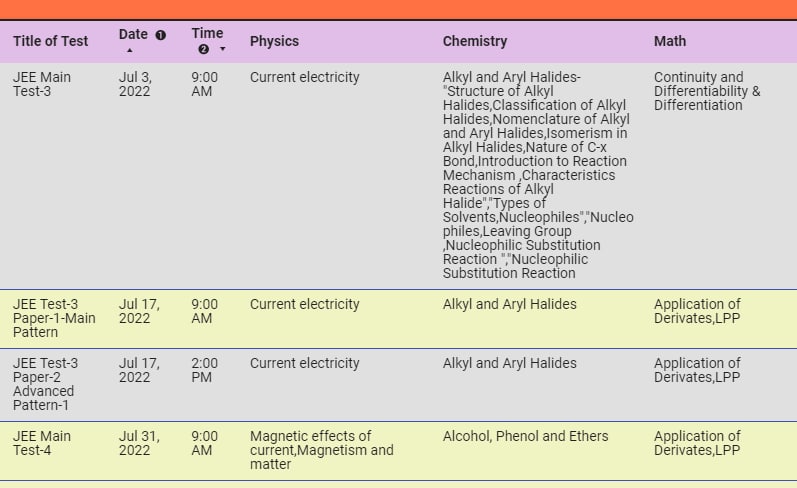 Title of Test
Date ❶ ▲
Time ❷ ▼
Physics
Chemistry
Math
JEE Main
Test-3
Jul 3,
2022
9:00
AM
Current electricity
Alkyl and Aryl Halides-
"Structure of Alkyl
Halides,Classification of Alkyl
Halides,Nomenclature of Alkyl
and Aryl Halides,Isomerism in
Alkyl Halides,Nature of C-x
Bond,Introduction to Reaction
Mechanism ,Characteristics
Reactions of Alkyl
Halide","Types of
Solvents,Nucleophiles","Nucleo
philes,Leaving Group
,Nucleophilic Substitution
Reaction ","Nucleophilic
Substitution Reaction
Continuity and
Differentiability &
Differentiation
JEE Test-3
Paper-1-Main
Pattern
Jul 17,
2022
9:00
AM
Current electricity
Alkyl and Aryl Halides
Application of
Derivates,LPP
JEE Test-3
Paper-2
Advanced
Pattern-1
Jul 17,
2022
2:00
PM
Current electricity
Alkyl and Aryl Halides
Application of
Derivates,LPP
JEE Main
Test-4
Jul 31,
2022
9:00
AM
Magnetic effects of
current,Magnetism and
matter
Alcohol, Phenol and Ethers
Application of
Derivates,LPP